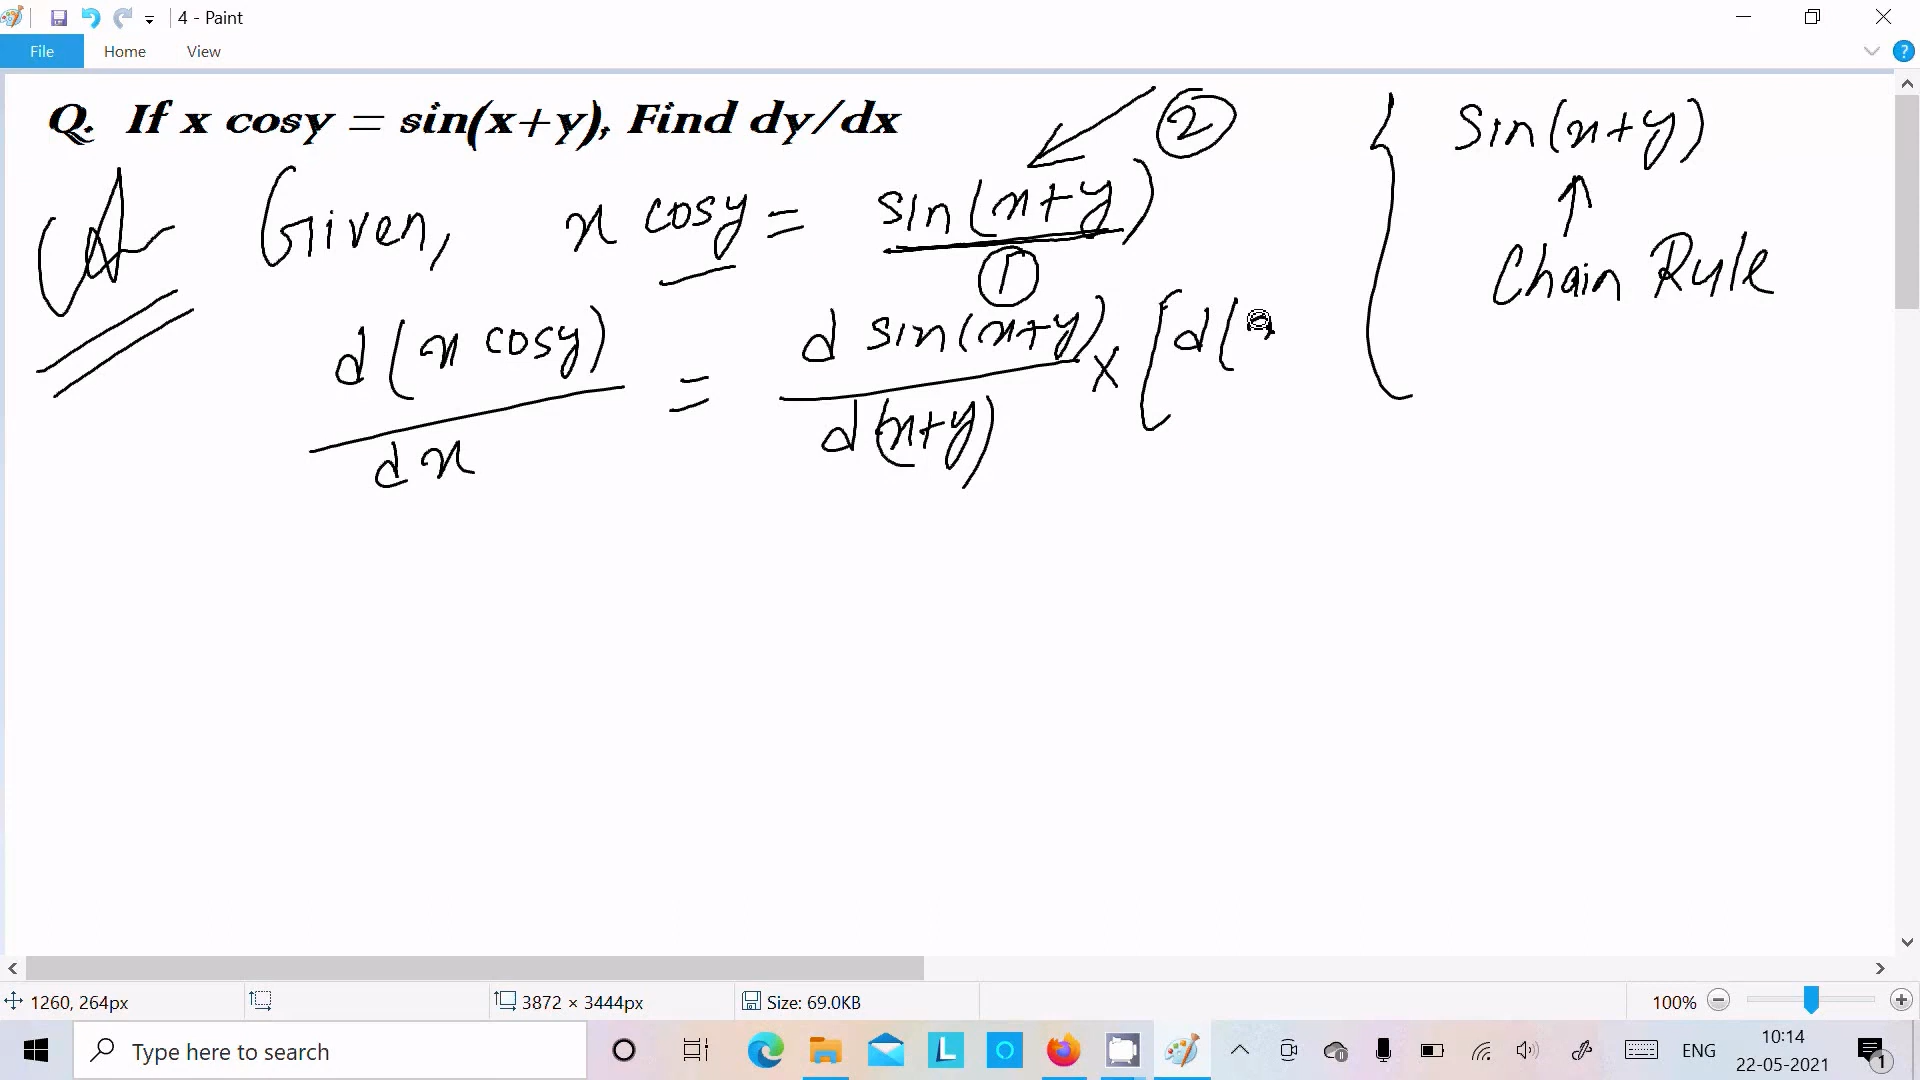 4 - Paint
File Home View
Q. If x cosy = sin(x+y), Find dy/dx
②
Given, x cosy = sin(x+y)
①
d(x cosy) = d sin(x+y) × [d(
dx d(x+y)
{ Sin(x+y)
↑
Chain Rule
1260, 264px 3872 × 3444px Size: 69.0KB 100%
Type here to search
ENG
10:14
22-05-2021
1